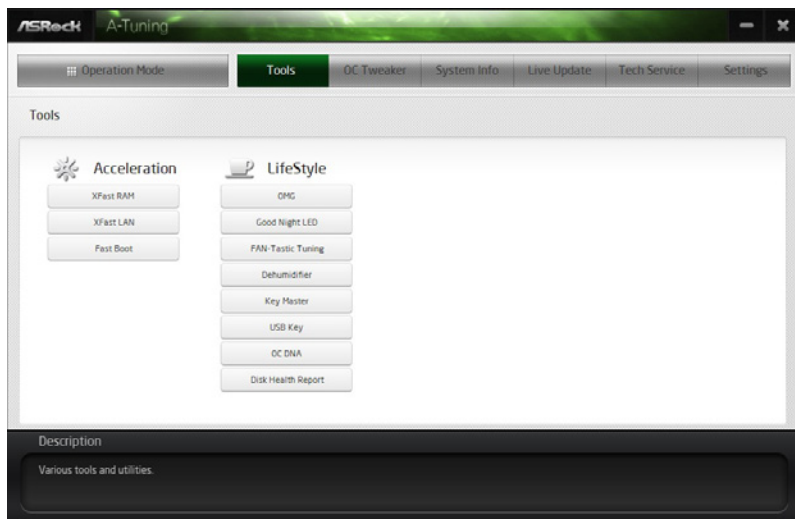 ASRock A-Tuning
Operation Mode Tools OC Tweaker System Info Live Update Tech Service Settings
Tools
Acceleration LifeStyle
XFast RAM OMG
XFast LAN Good Night LED
Fast Boot FAN-Tastic Tuning
Dehumidifier
Key Master
USB Key
OC DNA
Disk Health Report
Description
Various tools and utilities.